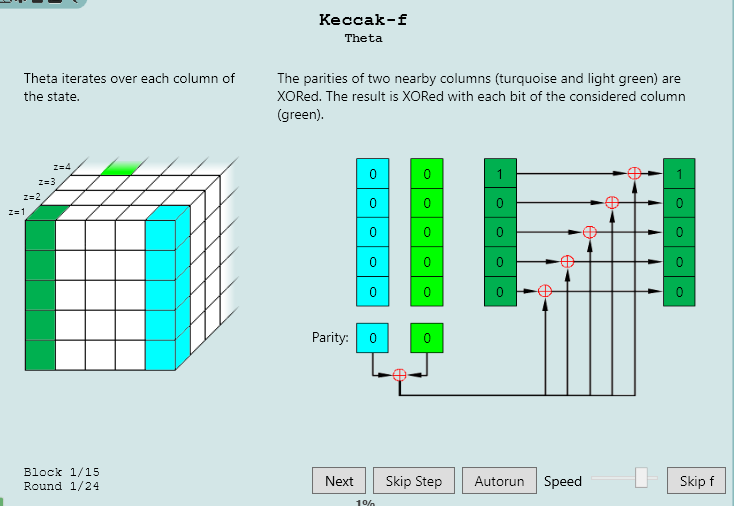 Keccak-f
Theta
Theta iterates over each column of
the state.
The parities of two nearby columns (turquoise and light green) are
XORed. The result is XORed with each bit of the considered column
(green).
z=4
z=3
z=2
z=1
0 0 1 1
0 0 0 0
0 0 0 0
0 0 0 0
0 0 0 0
Parity: 0 0
Block 1/15
Round 1/24
Next Skip Step Autorun Speed Skip f
1%